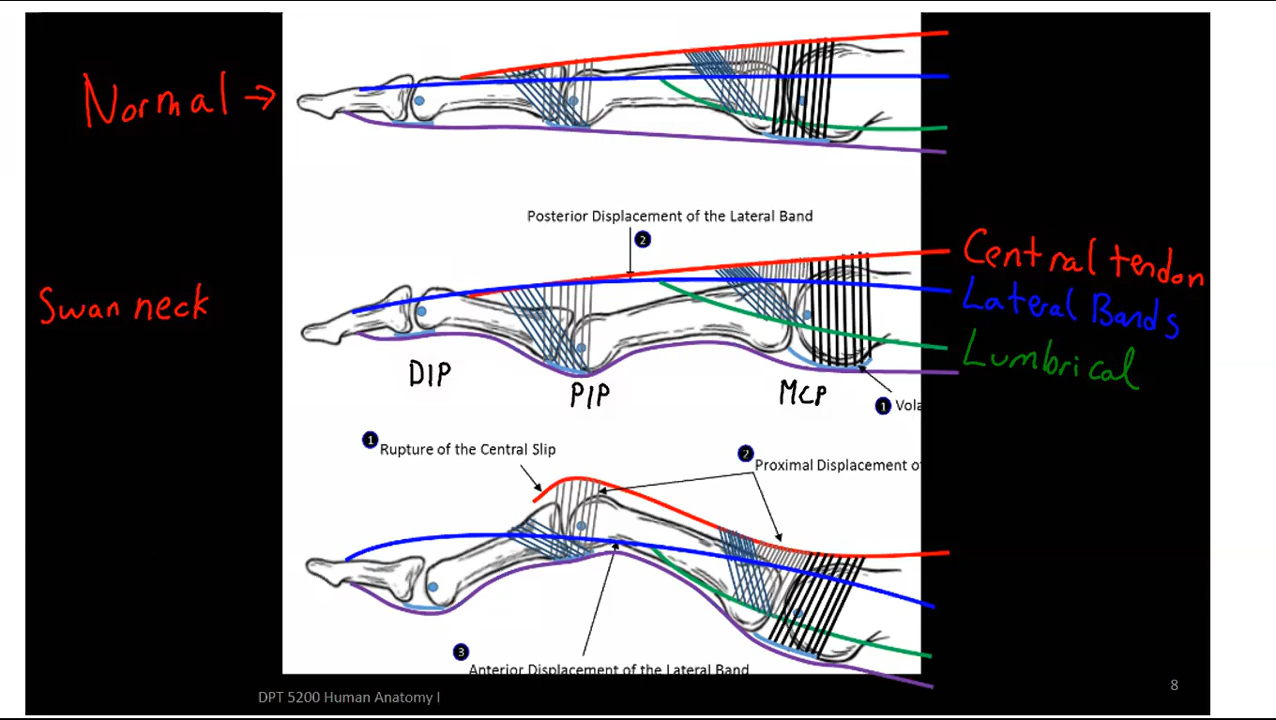 Normal →
Posterior Displacement of the Lateral Band
2
Central tendon
Lateral Bands
Lumbrical
Swan neck
DIP
PIP
MCP
1 Vola
1 Rupture of the Central Slip
2 Proximal Displacement of
3 Anterior Displacement of the Lateral Band
DPT 5200 Human Anatomy I
8